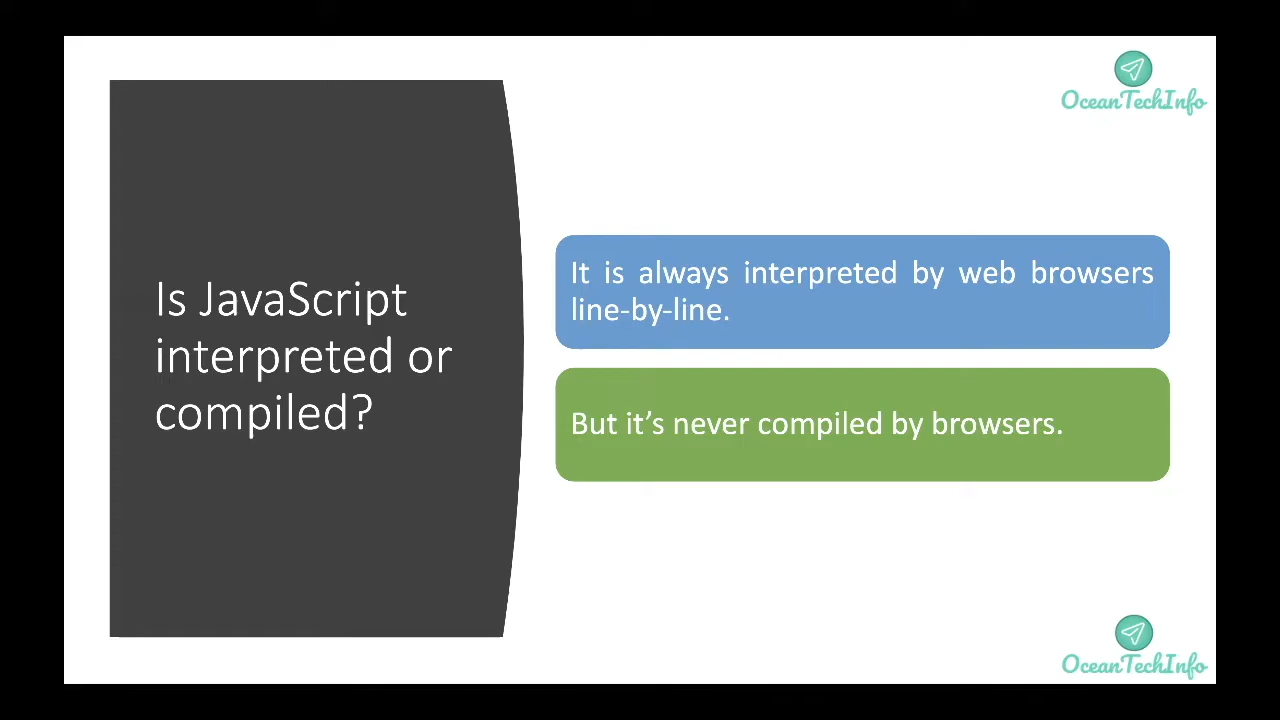 OceanTechInfo
Is JavaScript
interpreted or
compiled?
It is always interpreted by web browsers
line-by-line.
But it’s never compiled by browsers.
OceanTechInfo